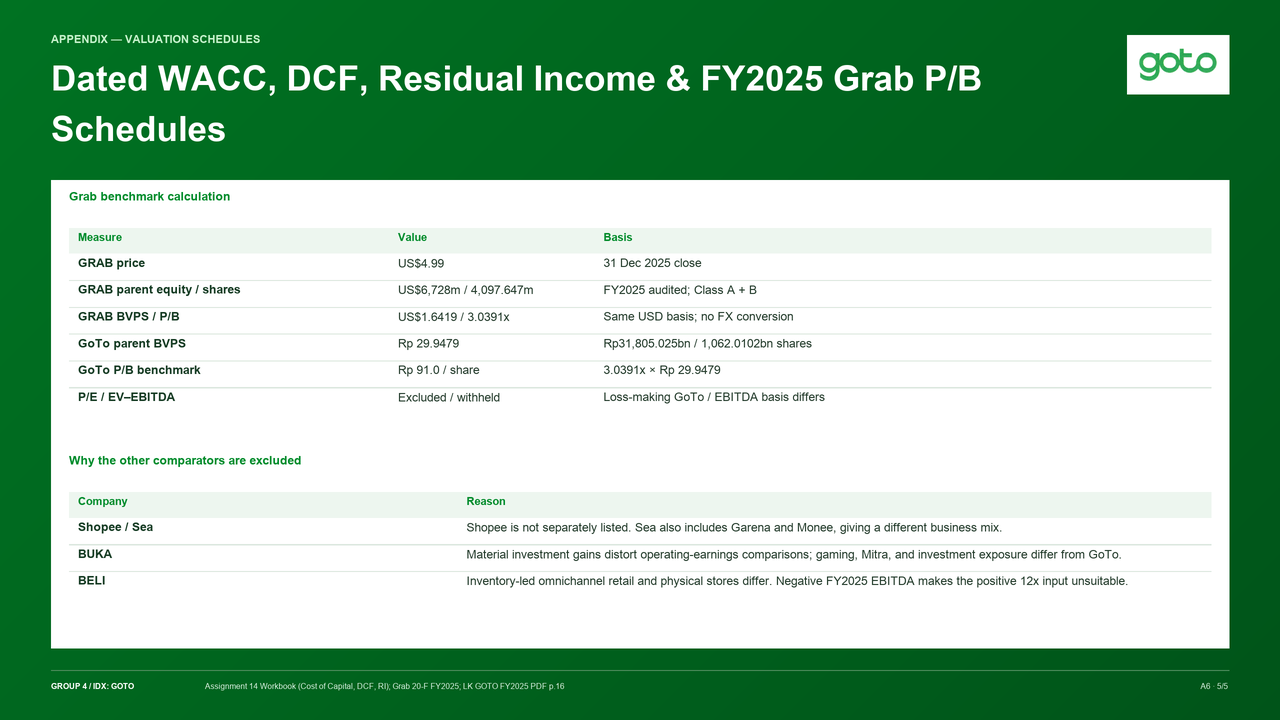 APPENDIX — VALUATION SCHEDULES
Dated WACC, DCF, Residual Income & FY2025 Grab P/B
Schedules
goto
Grab benchmark calculation
Measure Value Basis
GRAB price US$4.99 31 Dec 2025 close
GRAB parent equity / shares US$6,728m / 4,097.647m FY2025 audited; Class A + B
GRAB BVPS / P/B US$1.6419 / 3.0391x Same USD basis; no FX conversion
GoTo parent BVPS Rp 29.9479 Rp31,805.025bn / 1,062.0102bn shares
GoTo P/B benchmark Rp 91.0 / share 3.0391x × Rp 29.9479
P/E / EV–EBITDA Excluded / withheld Loss-making GoTo / EBITDA basis differs
Why the other comparators are excluded
Company Reason
Shopee / Sea Shopee is not separately listed. Sea also includes Garena and Monee, giving a different business mix.
BUKA Material investment gains distort operating-earnings comparisons; gaming, Mitra, and investment exposure differ from GoTo.
BELI Inventory-led omnichannel retail and physical stores differ. Negative FY2025 EBITDA makes the positive 12x input unsuitable.
GROUP 4 / IDX: GOTO Assignment 14 Workbook (Cost of Capital, DCF, RI); Grab 20-F FY2025; LK GOTO FY2025 PDF p.16 A6 · 5/5